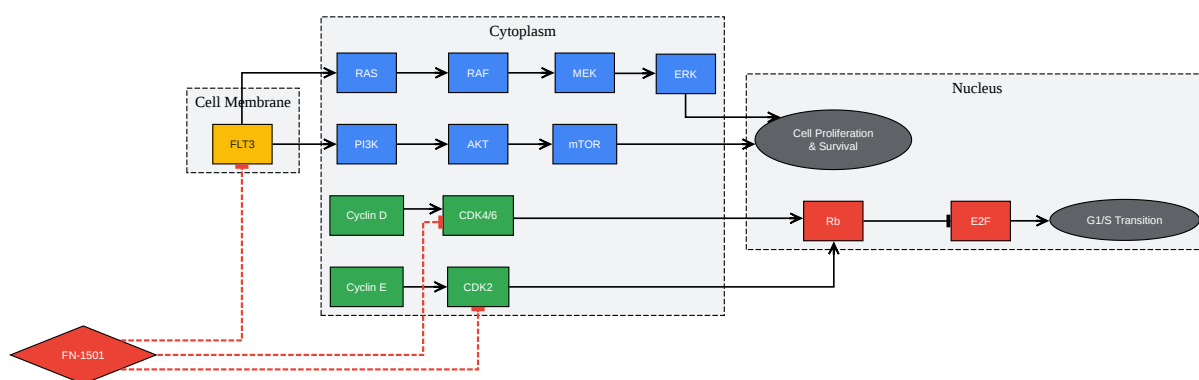 Cytoplasm
RAS
RAF
MEK
ERK
Nucleus
Cell Membrane
FLT3
PI3K
AKT
mTOR
Cell Proliferation
& Survival
Cyclin D
CDK4/6
Rb
E2F
G1/S Transition
Cyclin E
CDK2
FN-1501